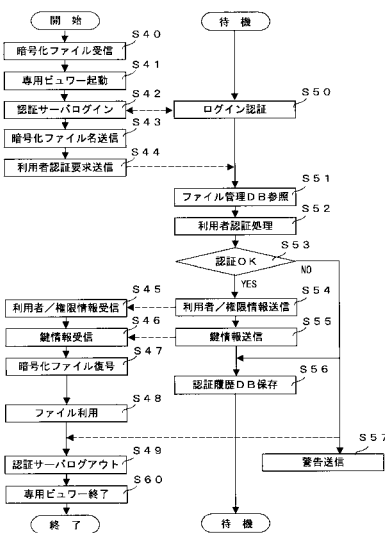 開 始
待 機
S40
暗号化ファイル受信
S41
専用ビュワー起動
S42
認証サーバログイン
S50
ログイン認証
S43
暗号化ファイル名送信
S44
利用者認証要求送信
S51
ファイル管理DB参照
S52
利用者認証処理
S53
認証OK
NO
YES
S45
利用者/権限情報受信
S54
利用者/権限情報送信
S46
鍵情報受信
S55
鍵情報送信
S47
暗号化ファイル復号
S56
認証履歴DB保存
S48
ファイル利用
S57
警告送信
S49
認証サーバログアウト
S60
専用ビュワー終了
終 了
待 機